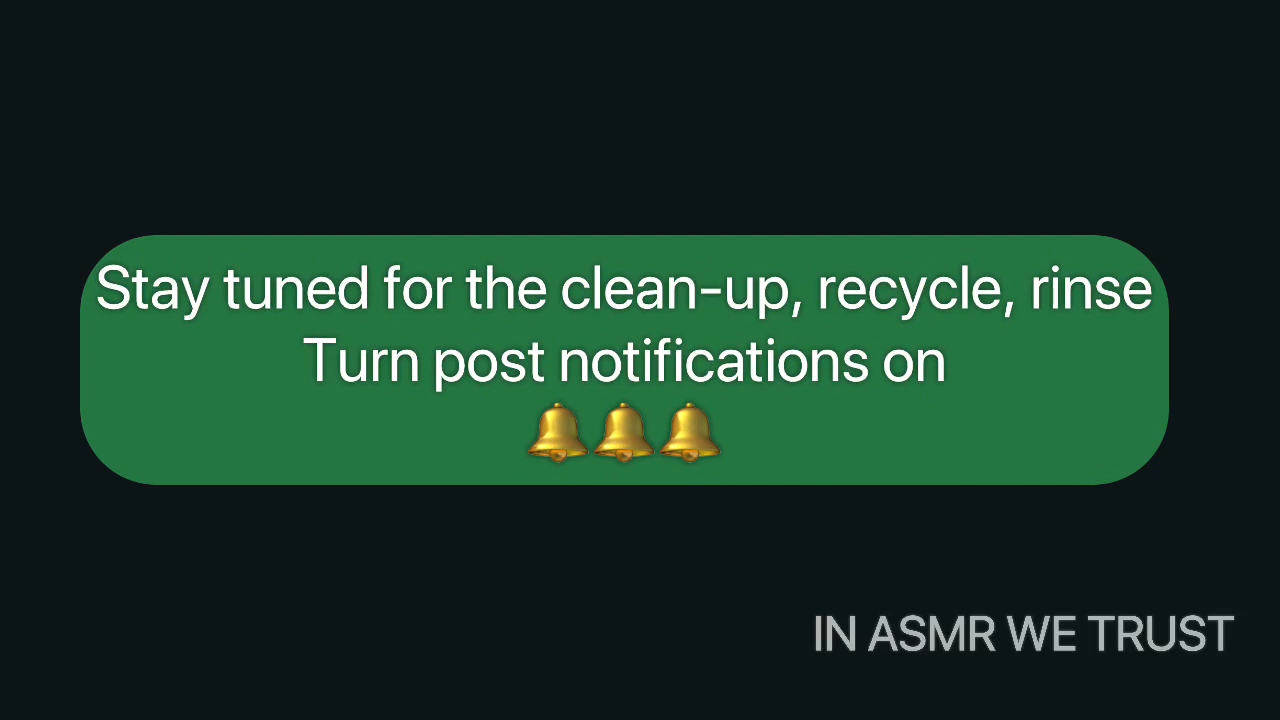 Stay tuned for the clean-up, recycle, rinse
Turn post notifications on
🔔🔔🔔
IN ASMR WE TRUST